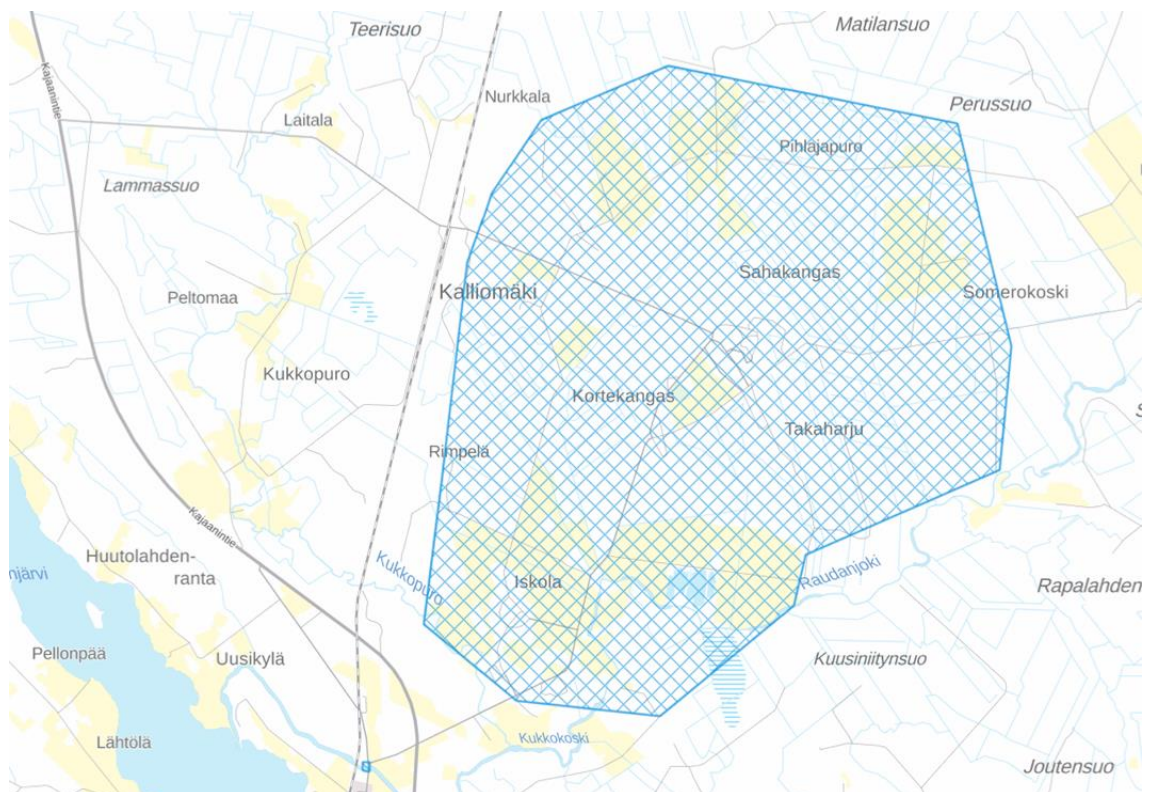 Teerisuo
Matilansuo
Kajaanintie
Nurkkala
Perussuo
Laitala
Pihlajapuro
Lammassuo
Sahakangas
Peltomaa
Kalliomäki
Somerokoski
Kukkopuro
Kortekangas
Takaharju
Rimpelä
Kajaanintie
Huutolahden-
ranta
njärvi
Kukkopuro
Iskola
Raudanjoki
Rapalahden
Pellonpää
Uusikylä
Kuusiniitynsuo
Lähtölä
Kukkokoski
Joutensuo